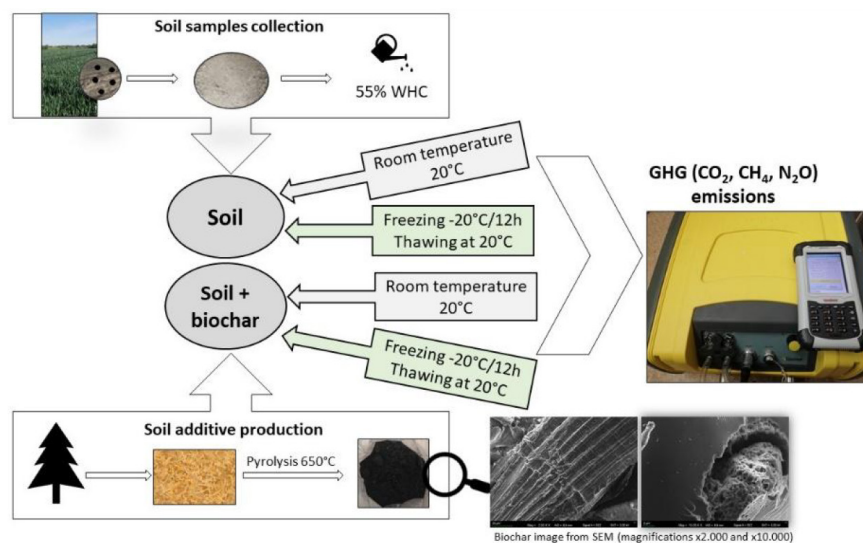 Soil samples collection
55% WHC
Room temperature
20°C
Soil
Freezing -20°C/12h
Thawing at 20°C
Soil +
biochar
Room temperature
20°C
Freezing -20°C/12h
Thawing at 20°C
GHG (CO₂, CH₄, N₂O)
emissions
Soil additive production
Pyrolysis 650°C
Biochar image from SEM (magnifications x2.000 and x10.000)